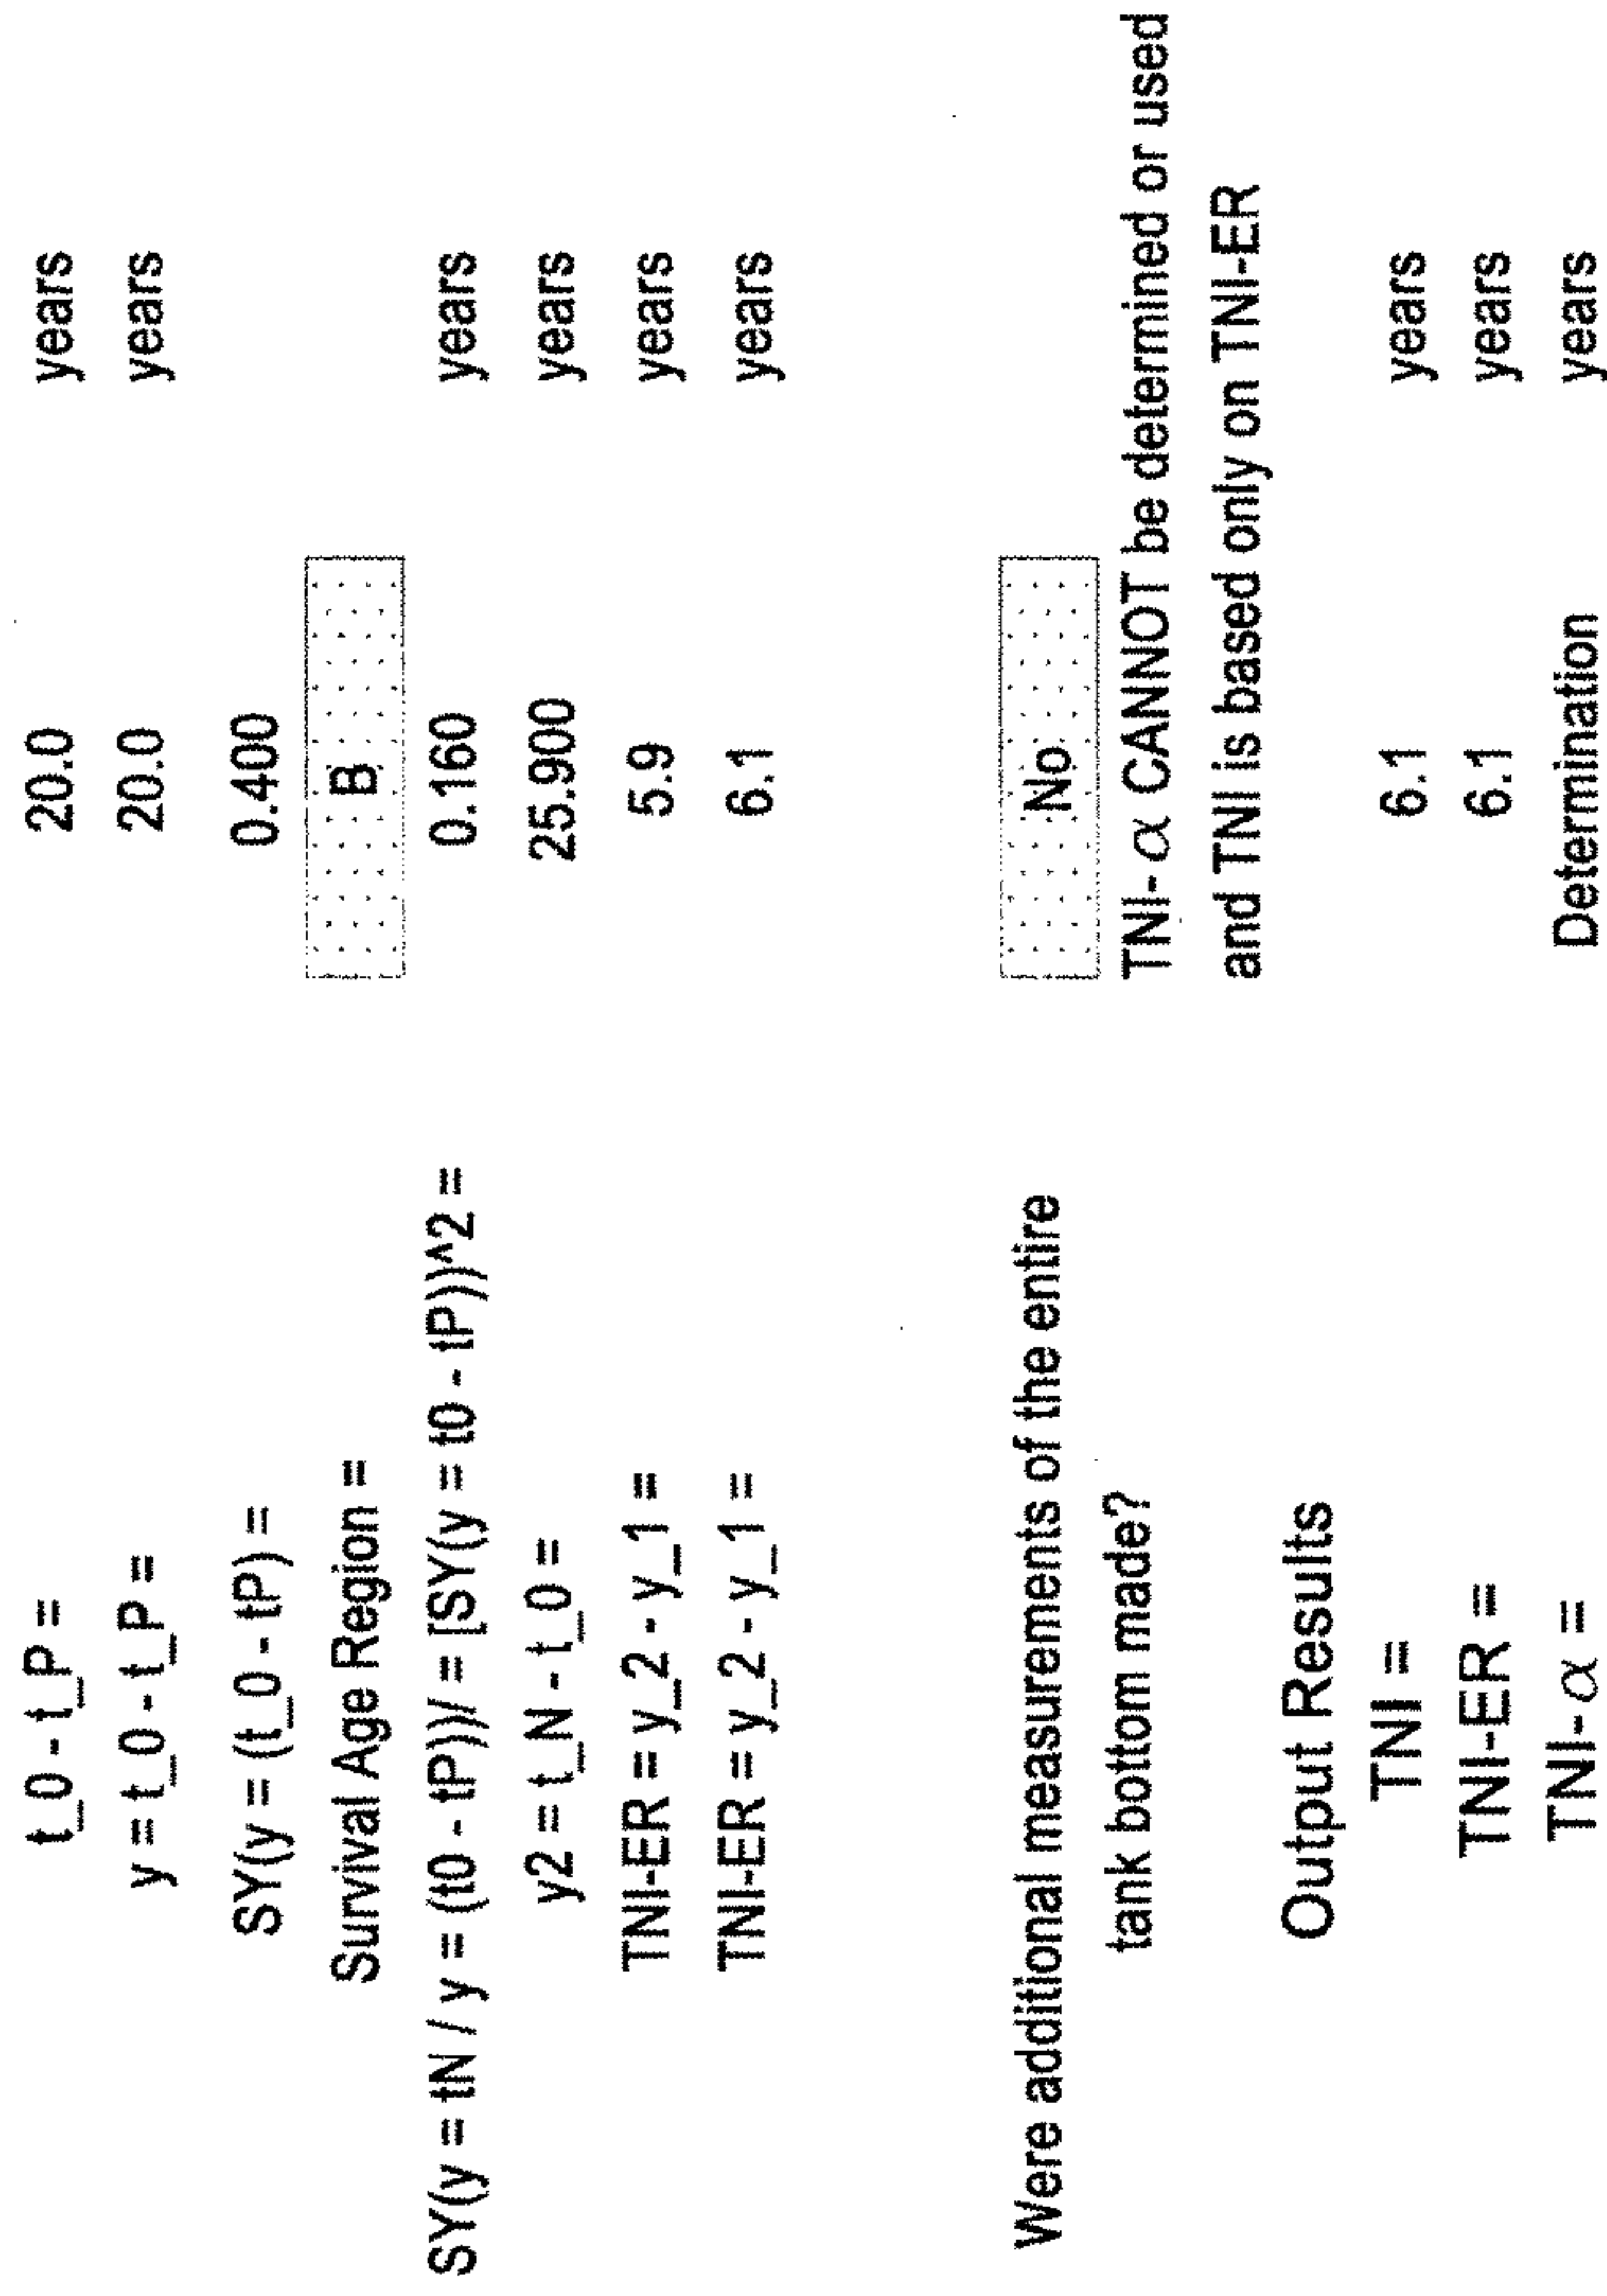 t_0 - t_P = 20.0 years
y = t_0 - t_P = 20.0 years
SY(y = (t_0 - tP) = 0.400
Survival Age Region = B
SY(y = tN / y = (t0 - tP))/ = [SY(y = t0 - tP))^2 = 0.160 years
y2 = t_N - t_0 = 25.900 years
TNI-ER = y_2 - y_1 = 5.9 years
TNI-ER = y_2 - y_1 = 6.1 years
Were additional measurements of the entire No
tank bottom made? TNI- α CANNOT be determined or used
and TNI is based only on TNI-ER
Output Results
TNI = 6.1 years
TNI-ER = 6.1 years
TNI- α = Determination years